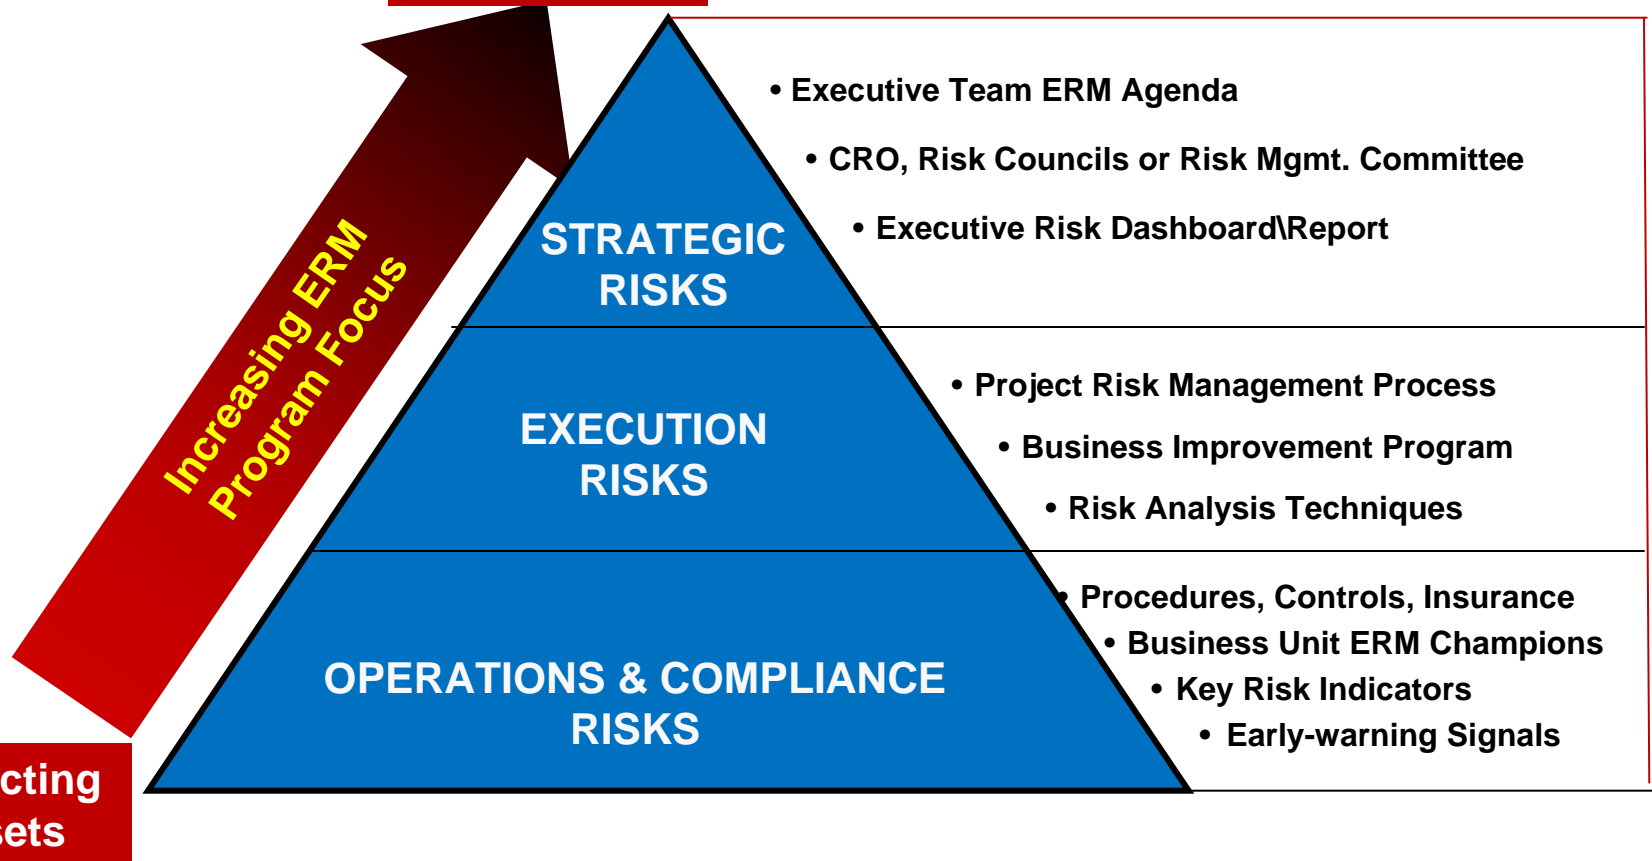 • Executive Team ERM Agenda
• CRO, Risk Councils or Risk Mgmt. Committee
• Executive Risk Dashboard\Report
STRATEGIC
RISKS
Increasing ERM
Program Focus
• Project Risk Management Process
• Business Improvement Program
• Risk Analysis Techniques
EXECUTION
RISKS
• Procedures, Controls, Insurance
• Business Unit ERM Champions
• Key Risk Indicators
• Early-warning Signals
OPERATIONS & COMPLIANCE
RISKS
cting
sets